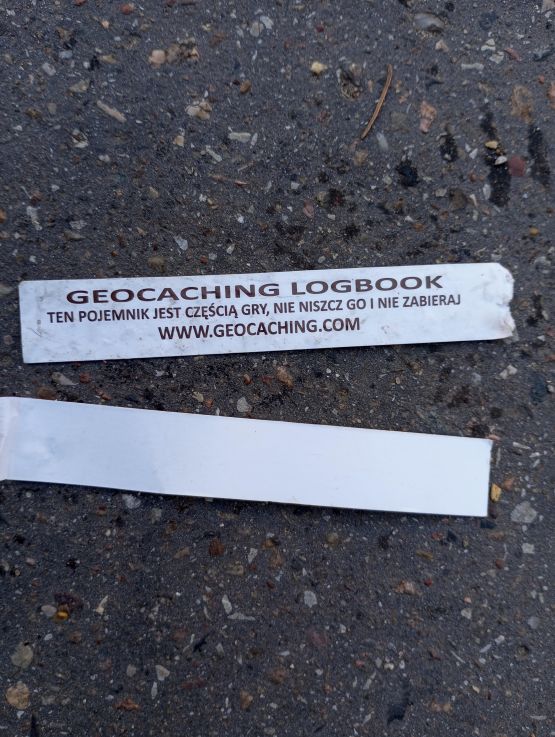 GEOCACHING LOGBOOK
TEN POJEMNIK JEST CZĘŚCIĄ GRY, NIE NISZCZ GO I NIE ZABIERAJ
WWW.GEOCACHING.COM